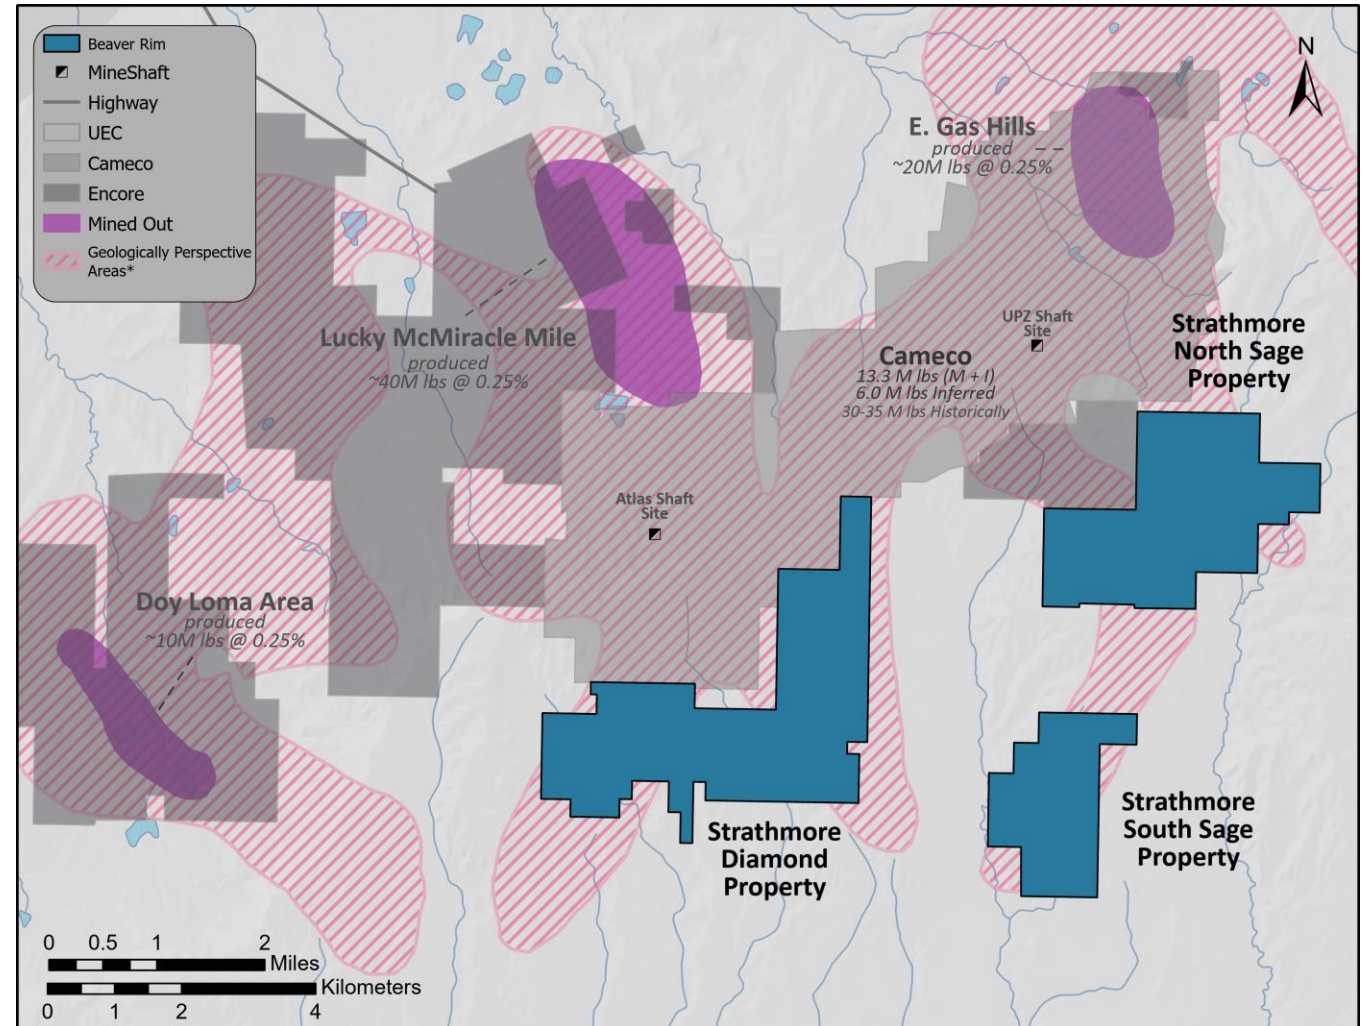 Beaver Rim
MineShaft
Highway
UEC
Cameco
Encore
Mined Out
Geologically Perspective
Areas*
N
E. Gas Hills
produced
~20M lbs @ 0.25%
Lucky McMiracle Mile
produced
~40M lbs @ 0.25%
UPZ Shaft
Site
Cameco
13.3 M lbs (M + I)
6.0 M lbs Inferred
30-35 M lbs Historically
Strathmore
North Sage
Property
Atlas Shaft
Site
Doy Loma Area
produced
~10M lbs @ 0.25%
Strathmore
Diamond
Property
Strathmore
South Sage
Property
0 0.5 1 2
Miles
Kilometers
0 1 2 4